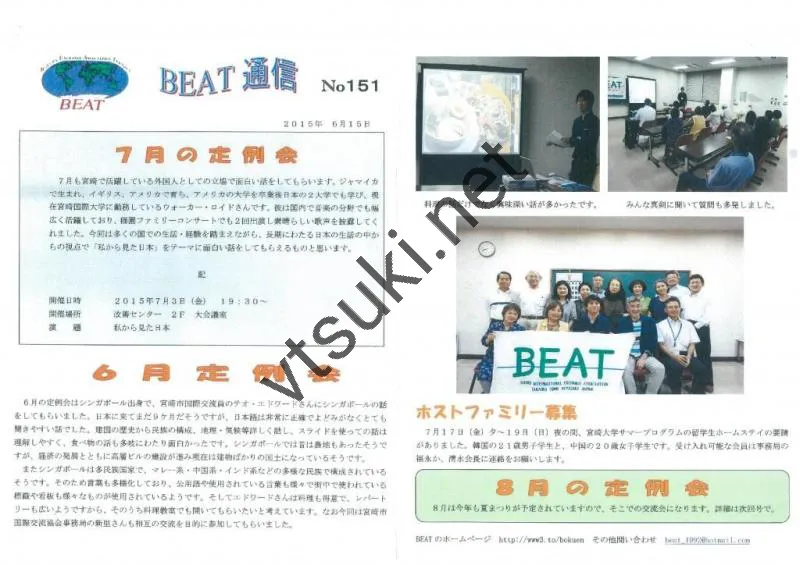 BEAT
BEAT 通信
No151
2015年 6月15日
7月の定例会
7月も宮崎で活躍している外国人としての立場で面白い話をしてもらいます。ジャマイカ
で生まれ、イギリス、アメリカで育ち、アメリカの大学を卒業後日本の2大学でも学び、現
在宮崎国際大学に勤務しているウォーカー・ロイドさんです。彼は国内で音楽の分野でも幅
広く活躍しており、ファミリーコンサートでも2回出演し素晴らしい歌声を披露してく
れました。今回は多くの国での生活・経験を踏まえながら、長期にわたる日本の生活の中か
らの視点で「私から見た日本」をテーマに面白い話をしてもらえるものと思います。
記
開催日時 2015年7月3日(金) 19:30～
開催場所 改善センター 2F 大会議室
演 題 私から見た日本
6月定例会
6月の定例会はシンガポール出身で、宮崎市国際交流員のテオ・エドワードさんにシンガポールの話
をしてもらいました。日本に来てまだ9ケ月だそうですが、日本語は非常に正確でよどみがなくとても
聞きやすい話でした。建国の歴史から民族の構成、地理・気候等詳しく話し、スライドを使っての話は
理解しやすく、食べ物の話も多岐にわたり面白かったです。シンガポールでは昔は農地もあったそうで
すが、経済の発展とともに高層ビルの建設が進み現在は建物ばかりの国土になっているそうです。
またシンガポールは多民族国家で、マレー系・中国系・インド系などの多様な民族で構成されている
そうです。そのため言葉も多様化しており、公用語や使用されている言葉も様々で街中で使われている
標識や看板も様々なものが使用されているようです。そしてエドワードさんは料理も得意で、レパート
リーも広いようですから、そのうち料理教室でも開いてもらいたいと考えています。なお今回は宮崎市
国際交流協会事務局の新里さんも相互の交流を目的に参加してもらいました。
BEAT
料理 だけ 興味深い話が多かったです。
みんな真剣に聞いて質問も多発しました。
BEAT
ホストファミリー募集
7月17日(金)夕～19日(日)夜の間、宮崎大学サマープログラムの留学生ホームステイの要請
がありました。韓国の21歳男子学生と、中国の20歳女子学生です。受け入れ可能な会員は事務局の
福永か、清水会長に連絡をお願いします。
8月の定例会
8月は今年も夏まつりが予定されていますので、そこでの交流会になります。詳細は次回号で。
BEATのホームページ http://www3.to/hokuen その他問い合わせ beat_1992@hotmail.com
vtsuki.net